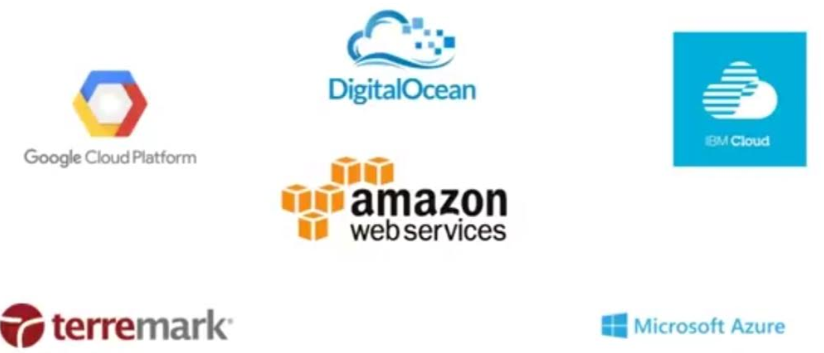 DigitalOcean
Google Cloud Platform
IBM Cloud
amazon
web services
terremark
Microsoft Azure